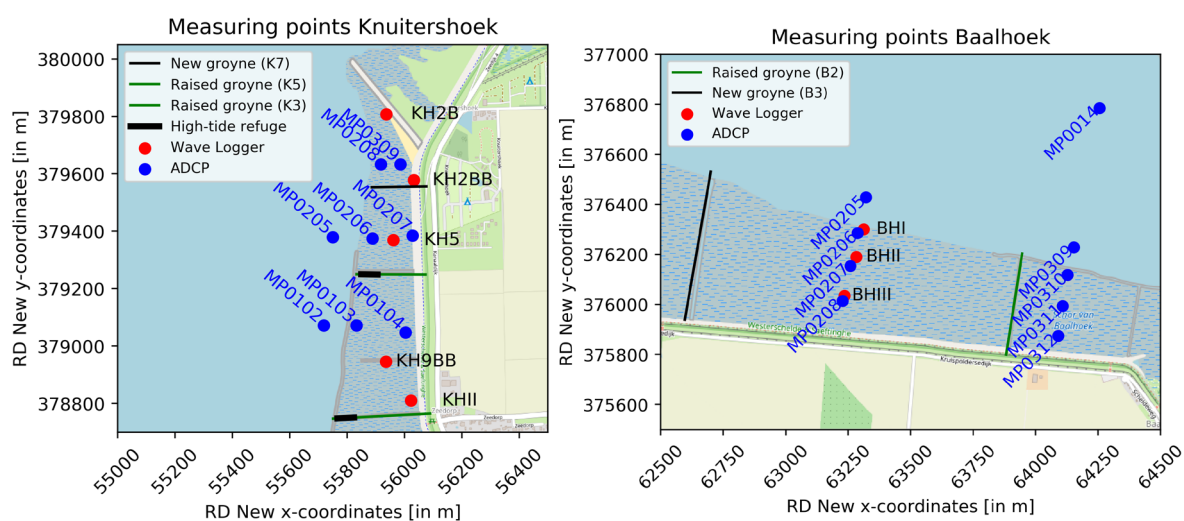 Measuring points Knuitershoek
RD New y-coordinates [in m]
380000
379800
379600
379400
379200
379000
378800
New groyne (K7)
Raised groyne (K5)
Raised groyne (K3)
High-tide refuge
Wave Logger
ADCP
KH2B
MP0309
MP0208
KH2BB
MP0207
MP0206
MP0205
KH5
MP0104
MP0103
MP0102
KH9BB
KHII
Zeedorp
Zeedorp
Zeedorp
55000
55200
55400
55600
55800
56000
56200
56400
RD New x-coordinates [in m]
Measuring points Baalhoek
RD New y-coordinates [in m]
377000
376800
376600
376400
376200
376000
375800
375600
Raised groyne (B2)
New groyne (B3)
Wave Logger
ADCP
MP0014
MP0205
BHI
MP0206
BHII
MP0207
BHIII
MP0208
MP0309
MP0310
MP0311
MP0312
Baalhoek
Kruispoldersedijk
62500
62750
63000
63250
63500
63750
64000
64250
64500
RD New x-coordinates [in m]